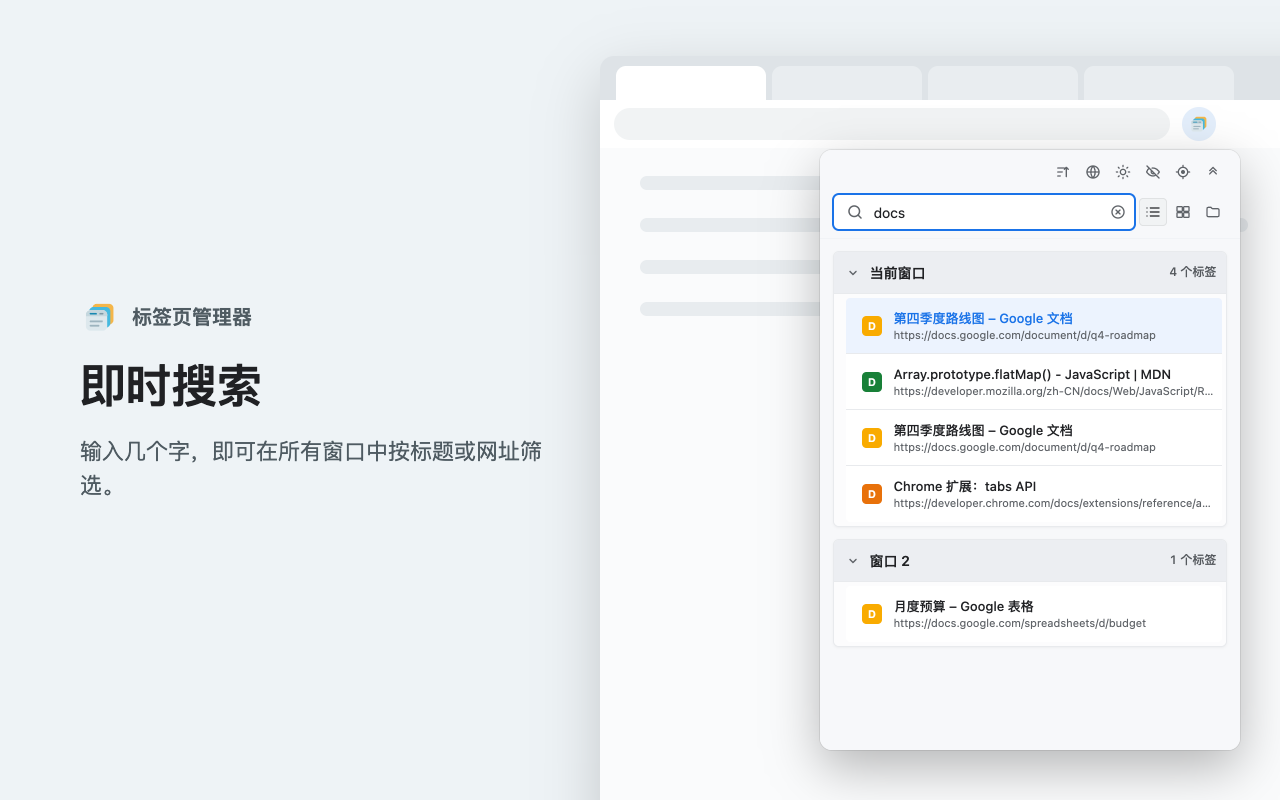 标签页管理器
即时搜索
输入几个字，即可在所有窗口中按标题或网址筛
选。
docs
当前窗口 4 个标签
D 第四季度路线图 – Google 文档
https://docs.google.com/document/d/q4-roadmap
D Array.prototype.flatMap() - JavaScript | MDN
https://developer.mozilla.org/zh-CN/docs/Web/JavaScript/R...
D 第四季度路线图 – Google 文档
https://docs.google.com/document/d/q4-roadmap
D Chrome 扩展：tabs API
https://developer.chrome.com/docs/extensions/reference/a...
窗口 2 1 个标签
D 月度预算 – Google 表格
https://docs.google.com/spreadsheets/d/budget